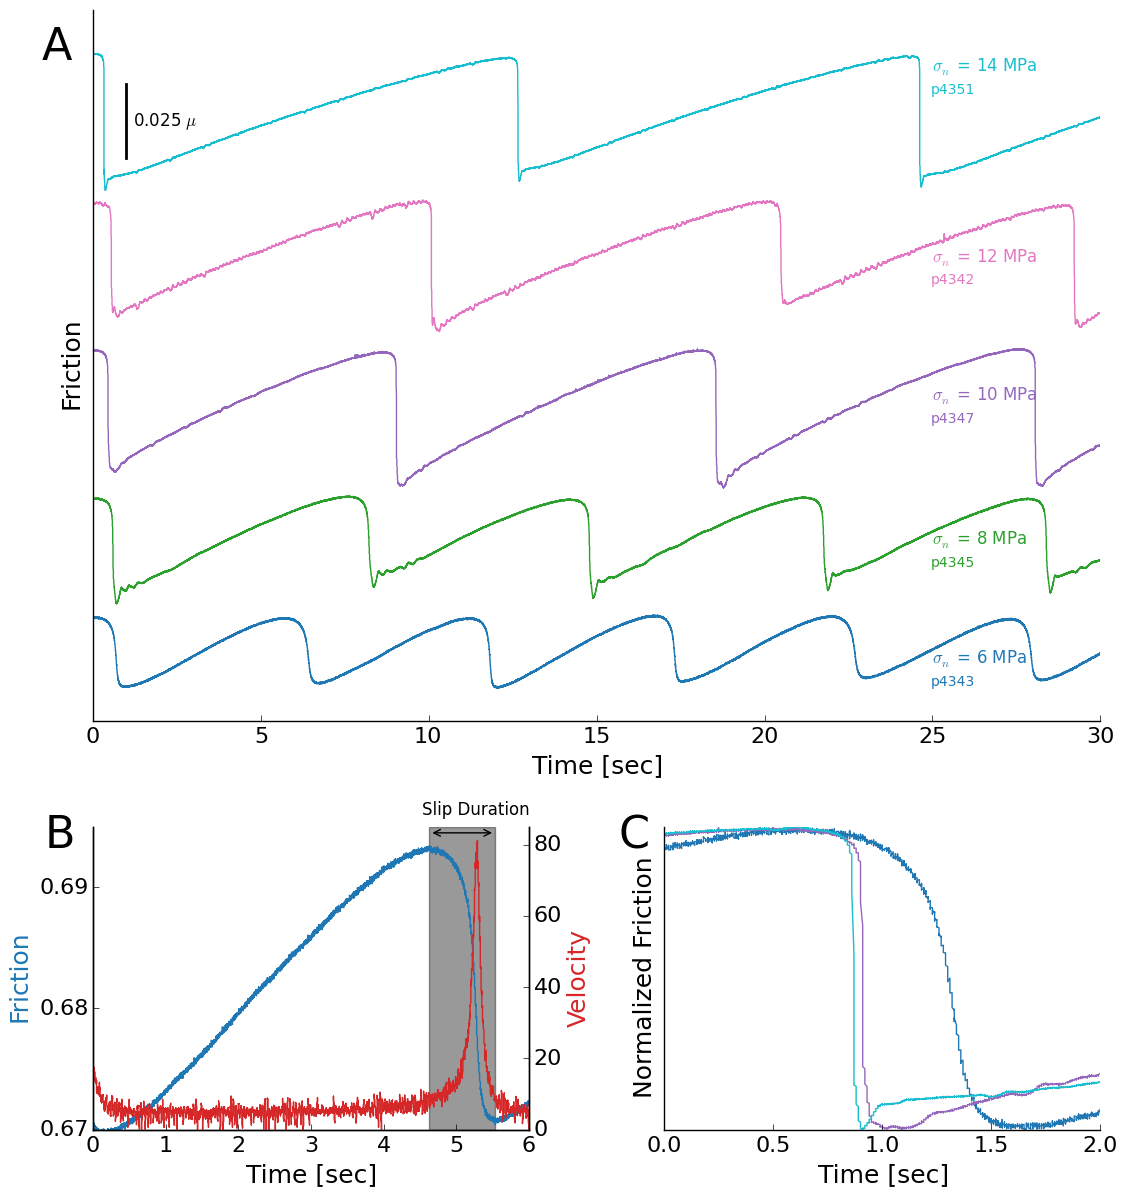 A
0.025 μ
σn = 14 MPa
p4351
σn = 12 MPa
p4342
σn = 10 MPa
p4347
σn = 8 MPa
p4345
σn = 6 MPa
p4343
Friction
0 5 10 15 20 25 30
Time [sec]
B
Slip Duration
0.69
0.68
0.67
Friction
80
60
40
20
0
Velocity
0 1 2 3 4 5 6
Time [sec]
C
Normalized Friction
0.0 0.5 1.0 1.5 2.0
Time [sec]